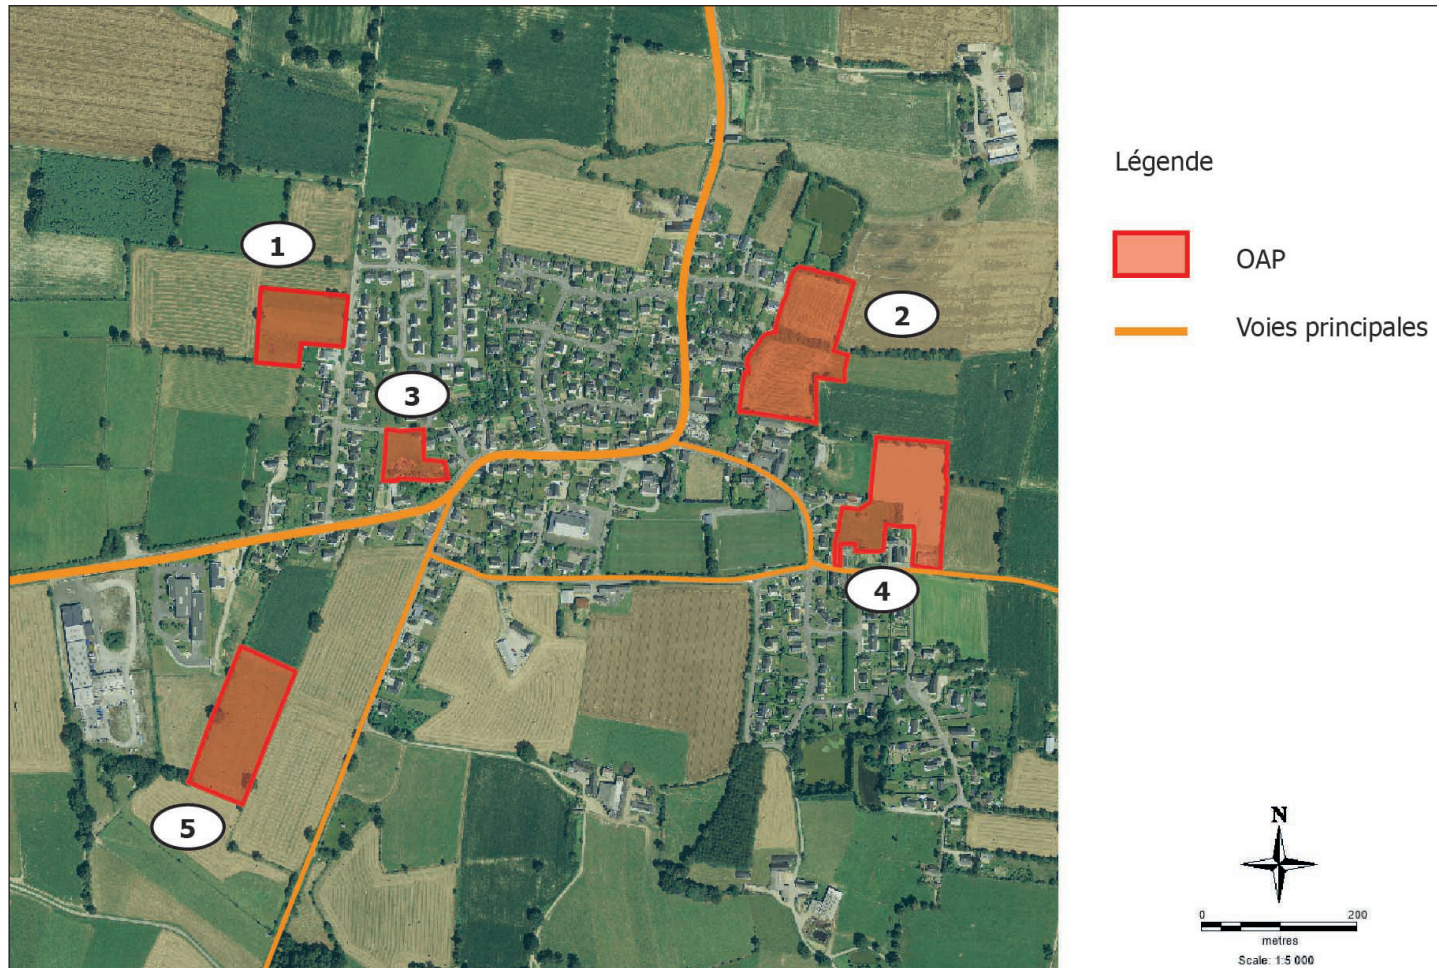 Légende
1
OAP
2
Voies principales
3
4
5
N
0 200
metres
Scale: 1:5 000